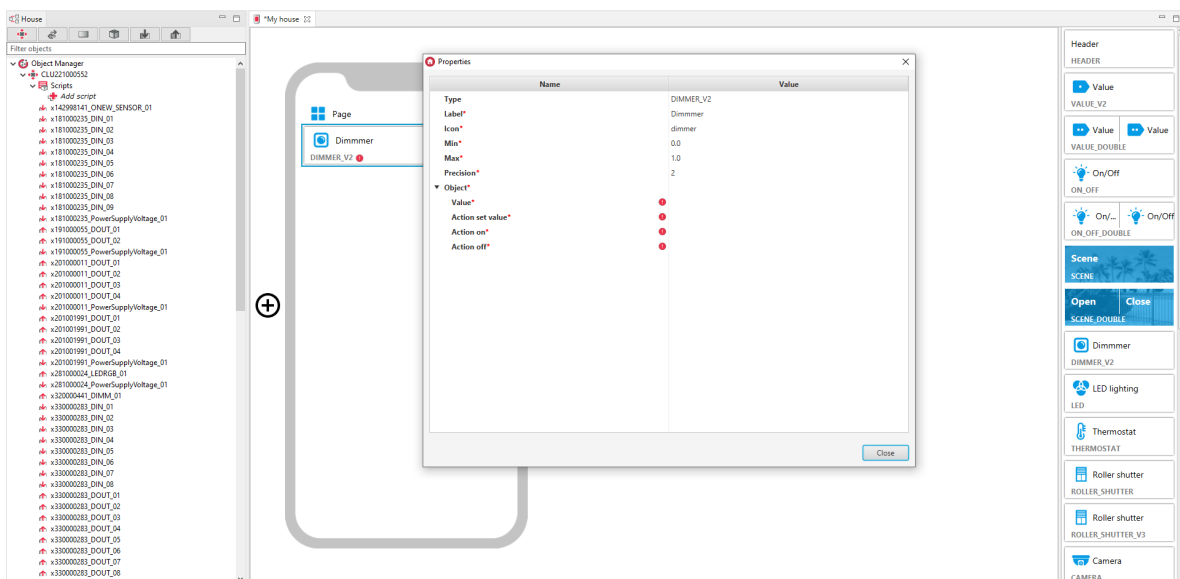 House
*My house
Filter objects
Object Manager
CLU221000552
Scripts
Add script
x142998141_ONEW_SENSOR_01
x181000235_DIN_01
x181000235_DIN_02
x181000235_DIN_03
x181000235_DIN_04
x181000235_DIN_05
x181000235_DIN_06
x181000235_DIN_07
x181000235_DIN_08
x181000235_DIN_09
x181000235_PowerSupplyVoltage_01
x191000055_DOUT_01
x191000055_DOUT_02
x191000055_PowerSupplyVoltage_01
x201000011_DOUT_01
x201000011_DOUT_02
x201000011_DOUT_03
x201000011_DOUT_04
x201000011_PowerSupplyVoltage_01
x201001991_DOUT_01
x201001991_DOUT_02
x201001991_DOUT_03
x201001991_DOUT_04
x201001991_PowerSupplyVoltage_01
x281000024_LEDRGB_01
x281000024_PowerSupplyVoltage_01
x320000441_DIMM_01
x330000283_DIN_01
x330000283_DIN_02
x330000283_DIN_03
x330000283_DIN_04
x330000283_DIN_05
x330000283_DIN_06
x330000283_DIN_07
x330000283_DIN_08
x330000283_DOUT_01
x330000283_DOUT_02
x330000283_DOUT_03
x330000283_DOUT_04
x330000283_DOUT_05
x330000283_DOUT_06
x330000283_DOUT_07
x330000283_DOUT_08
Page
Dimmmer
DIMMER_V2
Properties
Name Value
Type DIMMER_V2
Label* Dimmmer
Icon* dimmer
Min* 0.0
Max* 1.0
Precision* 2
Object*
Value*
Action set value*
Action on*
Action off*
Close
Header
HEADER
Value
VALUE_V2
Value Value
VALUE_DOUBLE
On/Off
ON_OFF
On/... On/Off
ON_OFF_DOUBLE
Scene
SCENE
Open Close
SCENE_DOUBLE
Dimmmer
DIMMER_V2
LED lighting
LED
Thermostat
THERMOSTAT
Roller shutter
ROLLER_SHUTTER
Roller shutter
ROLLER_SHUTTER_V3
Camera
CAMERA